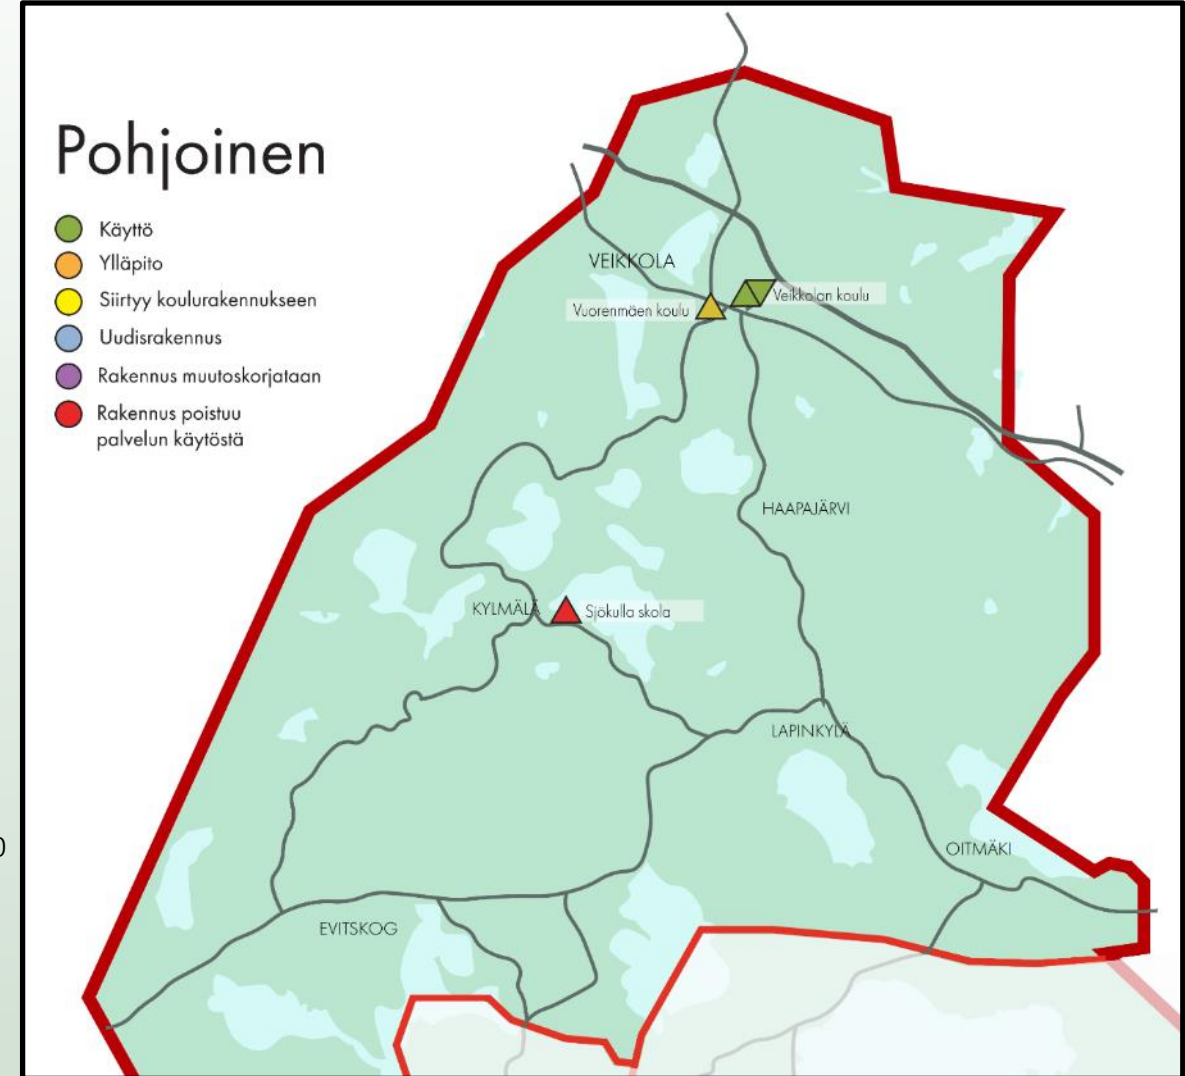 Pohjoinen
Käyttö
Ylläpito
Siirtyy koulurakennukseen
Uudisrakennus
Rakennus muutoskorjataan
Rakennus poistuu
palvelun käytöstä
VEIKKOLA
Veikkolan koulu
Vuorenmäen koulu
HAAPAJÄRVI
KYLMÄLÄ
Sjökulla skola
LAPINKYLÄ
OITMÄKI
EVITSKOG